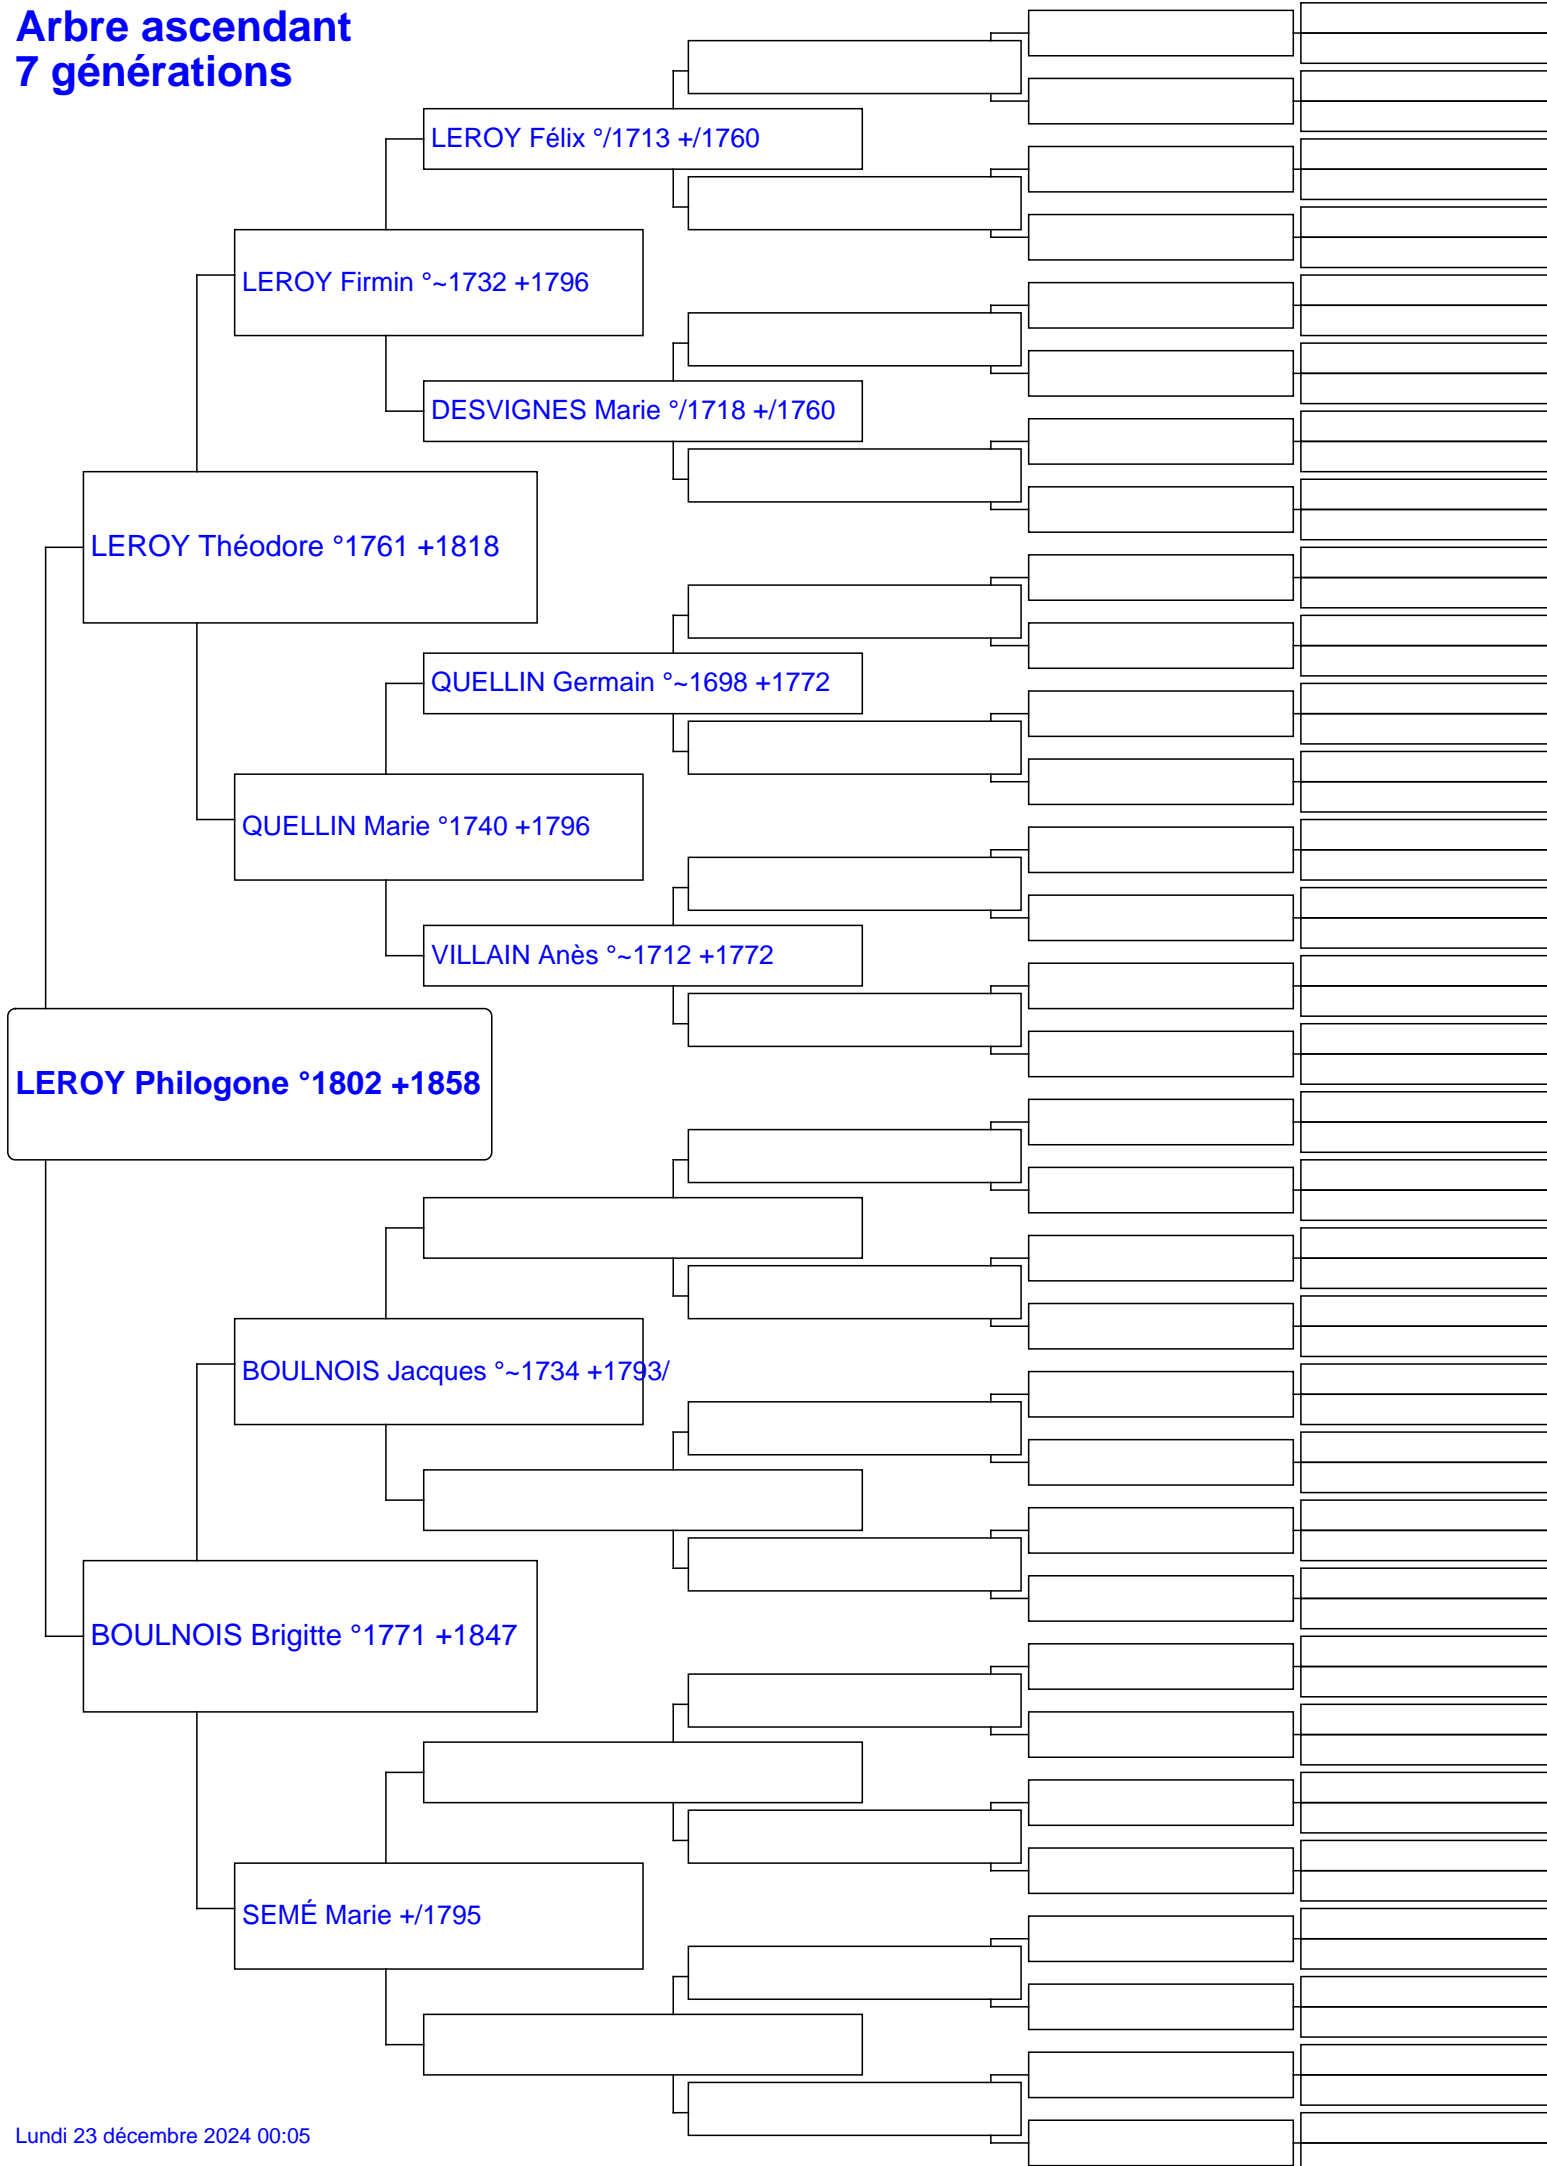 Arbre ascendant
7 générations
LEROY Félix °/1713 +/1760
LEROY Firmin °~1732 +1796
DESVIGNES Marie °/1718 +/1760
LEROY Théodore °1761 +1818
QUELLIN Germain °~1698 +1772
QUELLIN Marie °1740 +1796
VILLAIN Anès °~1712 +1772
LEROY Philogone °1802 +1858
BOULNOIS Jacques °~1734 +1793/
BOULNOIS Brigitte °1771 +1847
SEMÉ Marie +/1795
Lundi 23 décembre 2024 00:05